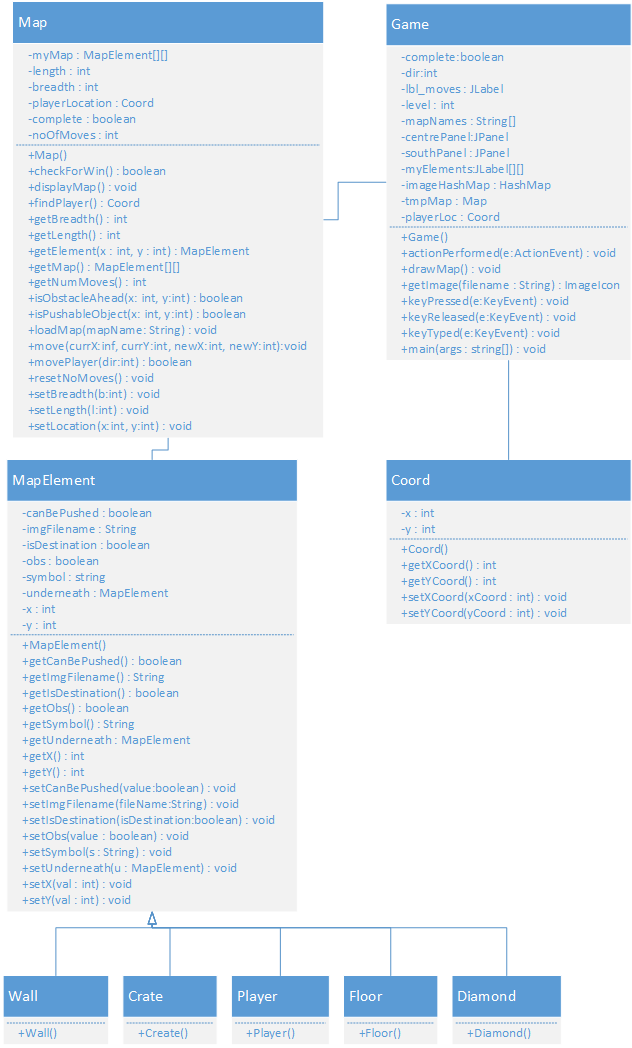 Map
-myMap : MapElement[][]
-length : int
-breadth : int
-playerLocation : Coord
-complete : boolean
-noOfMoves : int
+Map()
+checkForWin() : boolean
+displayMap() : void
+findPlayer() : Coord
+getBreadth() : int
+getLength() : int
+getElement(x : int, y : int) : MapElement
+getMap() : MapElement[][]
+getNumMoves() : int
+isObstacleAhead(x: int, y:int) : boolean
+isPushableObject(x: int, y:int) : boolean
+loadMap(mapName: String) : void
+move(currX:inf, currY:int, newX:int, newY:int):void
+movePlayer(dir:int) : boolean
+resetNoMoves() : void
+setBreadth(b:int) : void
+setLength(l:int) : void
+setLocation(x:int, y:int) : void
Game
-complete:boolean
-dir:int
-lbl_moves : JLabel
-level : int
-mapNames : String[]
-centrePanel:JPanel
-southPanel : JPanel
-myElements:JLabel[][]
-imageHashMap : HashMap
-tmpMap : Map
-playerLoc : Coord
+Game()
+actionPerformed(e:ActionEvent) : void
+drawMap() : void
+getImage(filename : String) : ImageIcon
+keyPressed(e:KeyEvent) : void
+keyReleased(e:KeyEvent) : void
+keyTyped(e:KeyEvent) : void
+main(args : string[]) : void
MapElement
-canBePushed : boolean
-imgFilename : String
-isDestination : boolean
-obs : boolean
-symbol : string
-underneath : MapElement
-x : int
-y : int
+MapElement()
+getCanBePushed() : boolean
+getImgFilename() : String
+getIsDestination() : boolean
+getObs() : boolean
+getSymbol() : String
+getUnderneath : MapElement
+getX() : int
+getY() : int
+setCanBePushed(value:boolean) : void
+setImgFilename(fileName:String) : void
+setIsDestination(isDestination:boolean) : void
+setObs(value : boolean) : void
+setSymbol(s : String) : void
+setUnderneath(u : MapElement) : void
+setX(val : int) : void
+setY(val : int) : void
Coord
-x : int
-y : int
+Coord()
+getXCoord() : int
+getYCoord() : int
+setXCoord(xCoord : int) : void
+setYCoord(yCoord : int) : void
Wall
+Wall()
Crate
+Create()
Player
+Player()
Floor
+Floor()
Diamond
+Diamond()